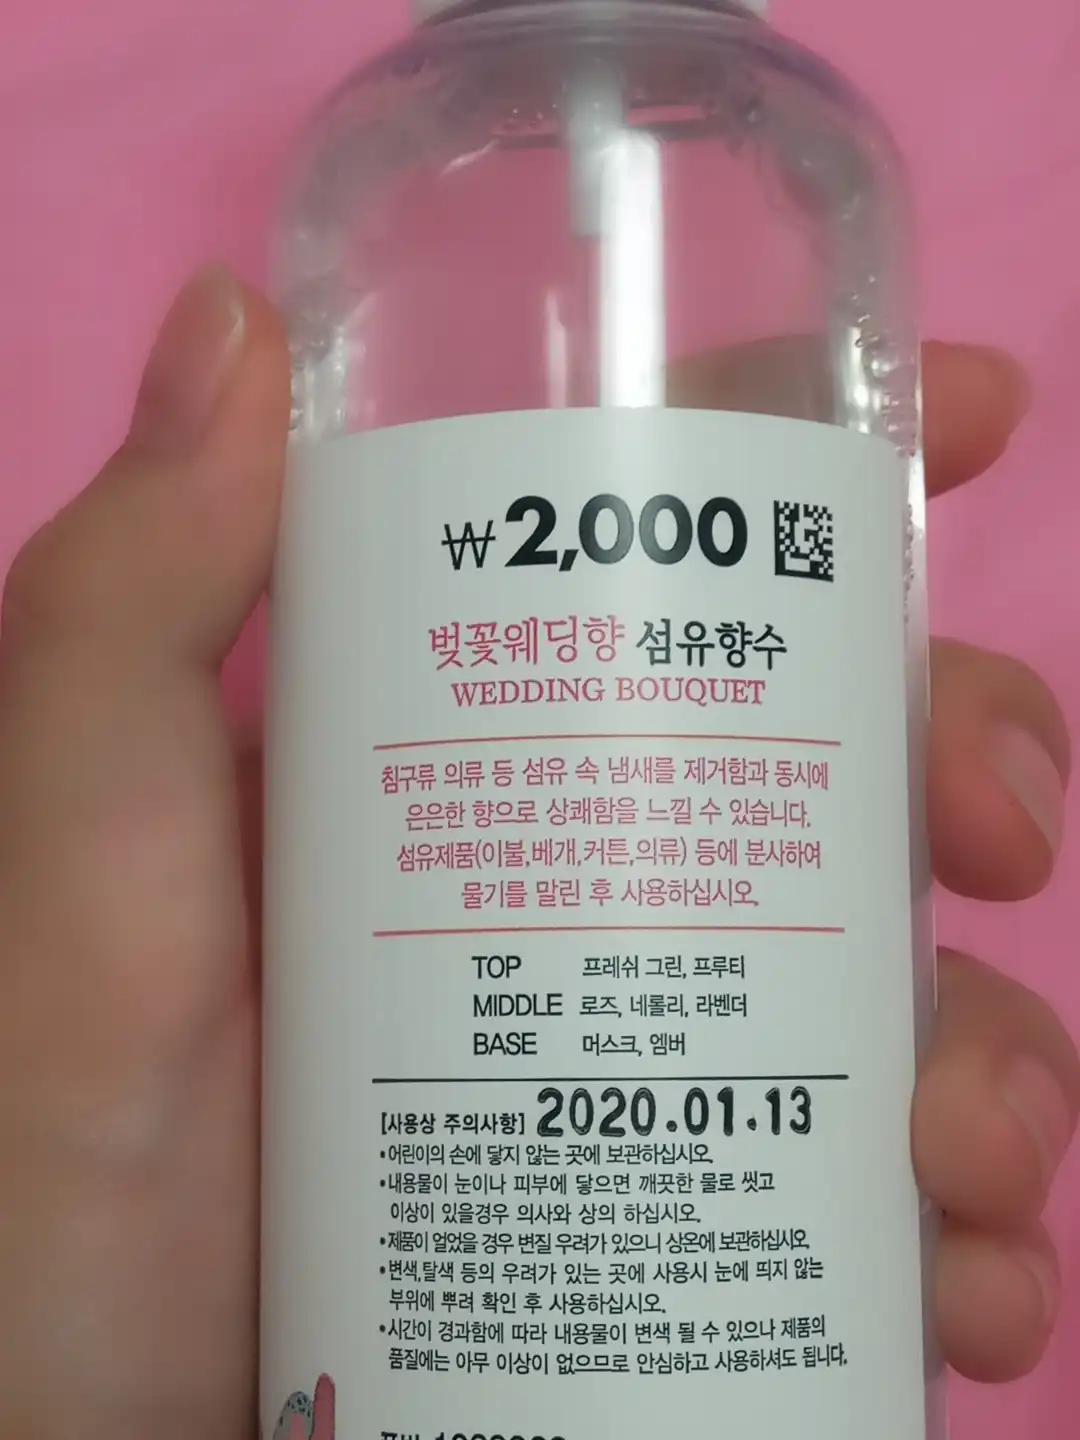 ₩2,000
벚꽃웨딩향 섬유향수
WEDDING BOUQUET
침구류 의류 등 섬유 속 냄새를 제거함과 동시에
은은한 향으로 상쾌함을 느낄 수 있습니다.
섬유제품(이불,베개,커튼,의류) 등에 분사하여
물기를 말린 후 사용하십시오.
TOP 프레쉬 그린, 프루티
MIDDLE 로즈, 네롤리, 라벤더
BASE 머스크, 엠버
[사용상 주의사항] 2020.01.13
•어린이의 손에 닿지 않는 곳에 보관하십시오.
•내용물이 눈이나 피부에 닿으면 깨끗한 물로 씻고
이상이 있을경우 의사와 상의 하십시오.
•제품이 얼었을 경우 변질 우려가 있으니 상온에 보관하십시오.
•변색,탈색 등의 우려가 있는 곳에 사용시 눈에 띄지 않는
부위에 뿌려 확인 후 사용하십시오.
•시간이 경과함에 따라 내용물이 변색 될 수 있으나 제품의
품질에는 아무 이상이 없으므로 안심하고 사용하셔도 됩니다.